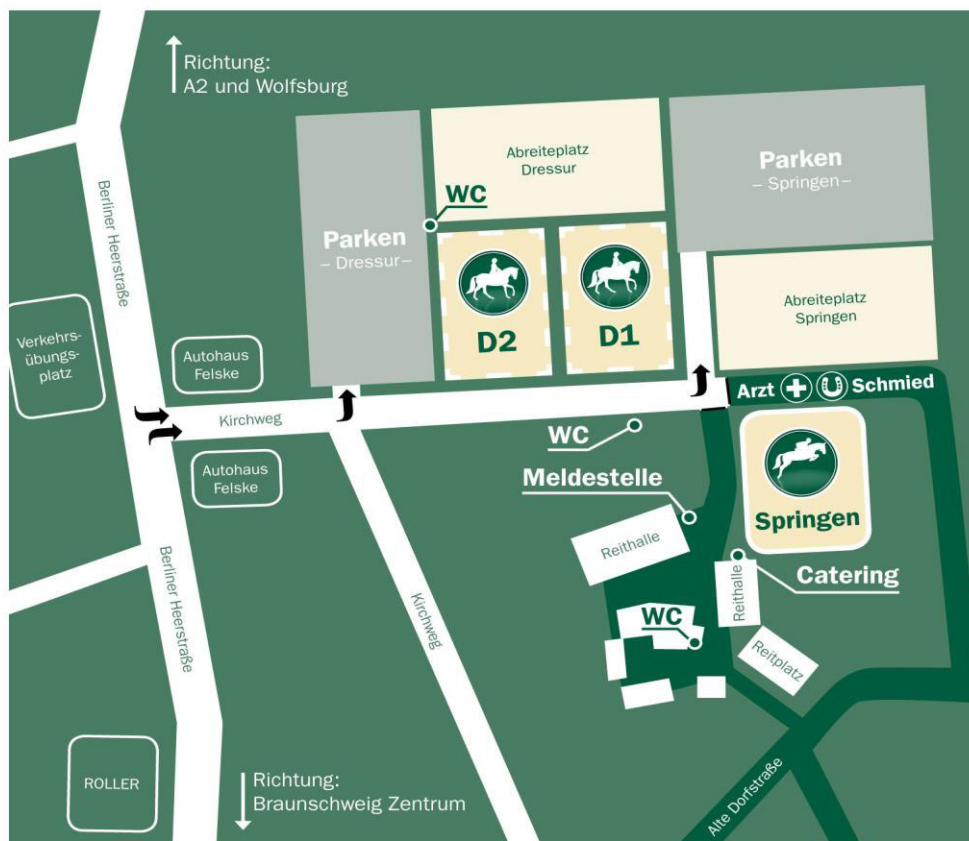 Richtung:
A2 und Wolfsburg
Abreiteplatz
Dressur
Parken
– Springen –
WC
Parken
– Dressur –
Berliner Heerstraße
D2
D1
Abreiteplatz
Springen
Verkehrs-
übungs-
platz
Autohaus
Felske
Arzt
Schmied
Kirchweg
WC
Autohaus
Felske
Meldestelle
Springen
Reithalle
Reithalle
Catering
Berliner Heerstraße
Kirchweg
WC
Reitplatz
ROLLER
Richtung:
Braunschweig Zentrum
Alte Dorfstraße